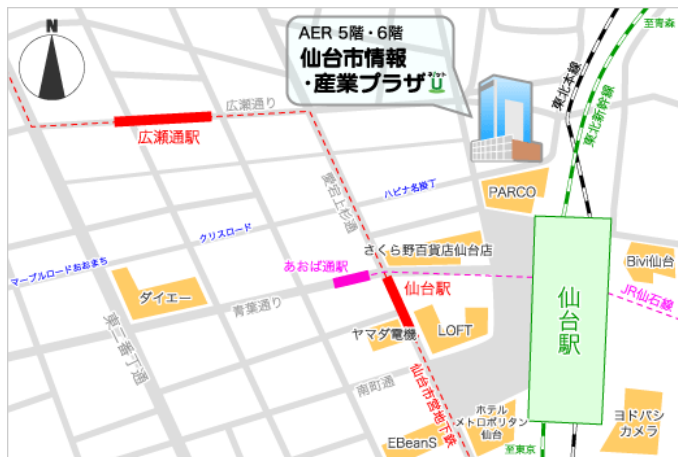 N
AER 5階・6階
仙台市情報
・産業プラザ
ネット
U
至青森
東北本線
東北新幹線
広瀬通り
広瀬通駅
愛宕上杉通
ハピナ名掛丁
PARCO
クリスロード
さくら野百貨店仙台店
マーブルロードおおまち
あおば通駅
Bivi仙台
仙台駅
JR仙石線
ダイエー
青葉通り
仙台駅
LOFT
ヤマダ電機
東二番丁通
南町通
仙台市営地下鉄
ホテル
メトロポリタン
仙台
ヨドバシ
カメラ
EBeanS
至東京